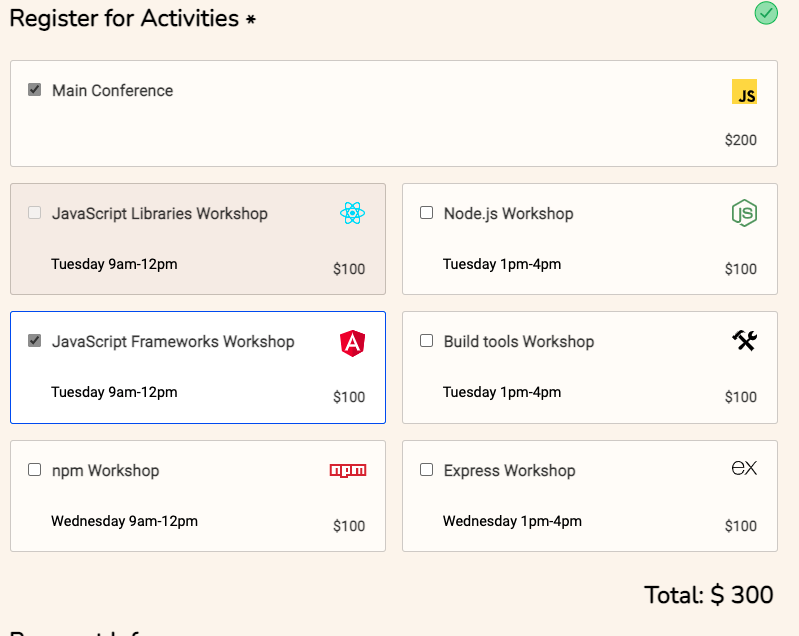 Register for Activities *
Main Conference
JS
$200
JavaScript Libraries Workshop
Tuesday 9am-12pm
$100
Node.js Workshop
JS
Tuesday 1pm-4pm
$100
JavaScript Frameworks Workshop
A
Tuesday 9am-12pm
$100
Build tools Workshop
Tuesday 1pm-4pm
$100
npm Workshop
npm
Wednesday 9am-12pm
$100
Express Workshop
ex
Wednesday 1pm-4pm
$100
Total: $ 300